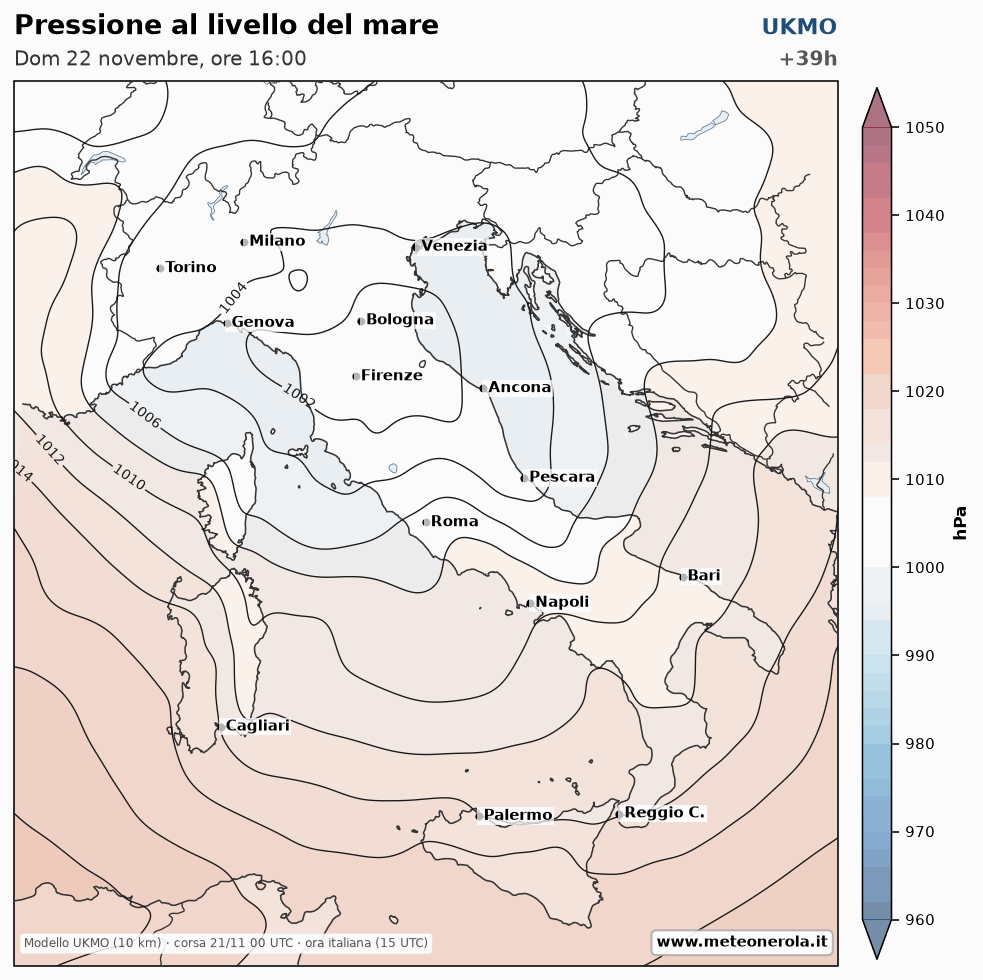 Pressione al livello del mare
UKMO
Dom 22 novembre, ore 16:00
+39h
Milano
Venezia
Torino
1004
Genova
Bologna
Firenze
Ancona
1002
1006
1012
1010
014
Pescara
Roma
Bari
Napoli
Cagliari
Palermo
Reggio C.
1050
1040
1030
1020
1010
1000
990
980
970
960
hPa
Modello UKMO (10 km) · corsa 21/11 00 UTC · ora italiana (15 UTC)
www.meteonerola.it